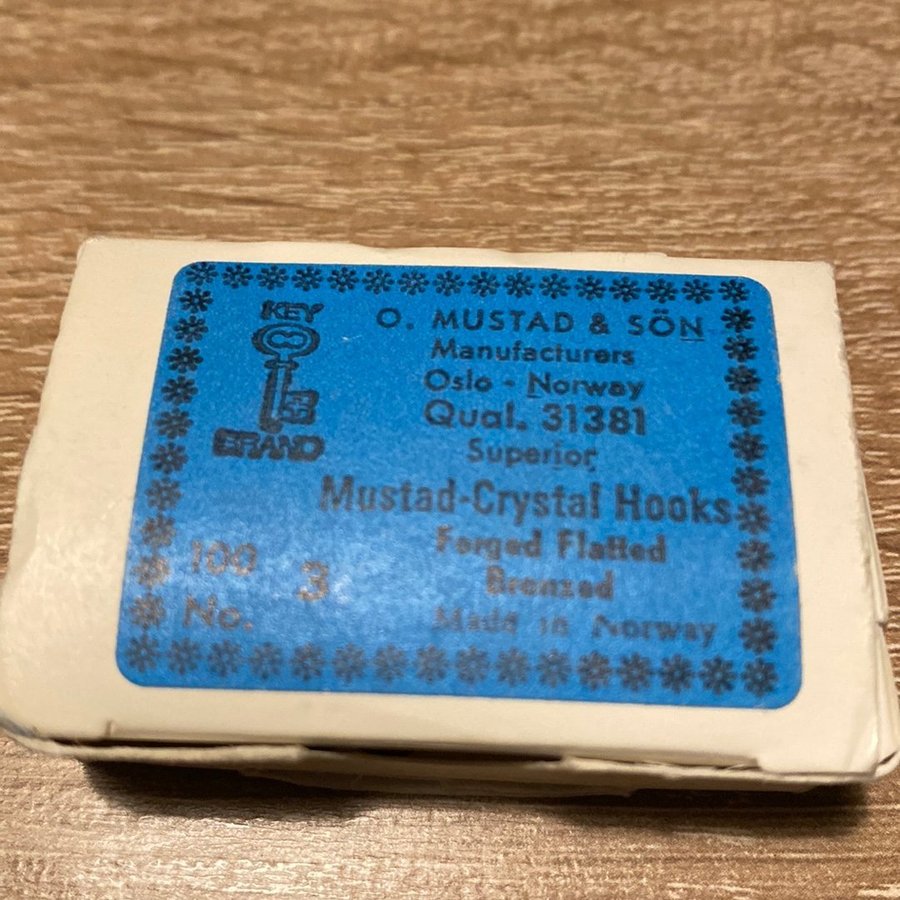 KEY
BRAND
O. MUSTAD & SÖN
Manufacturers
Oslo - Norway
Qual. 31381
Superior
Mustad-Crystal Hooks
Forged Flatted
Bronzed
Made in Norway
100
No. 3